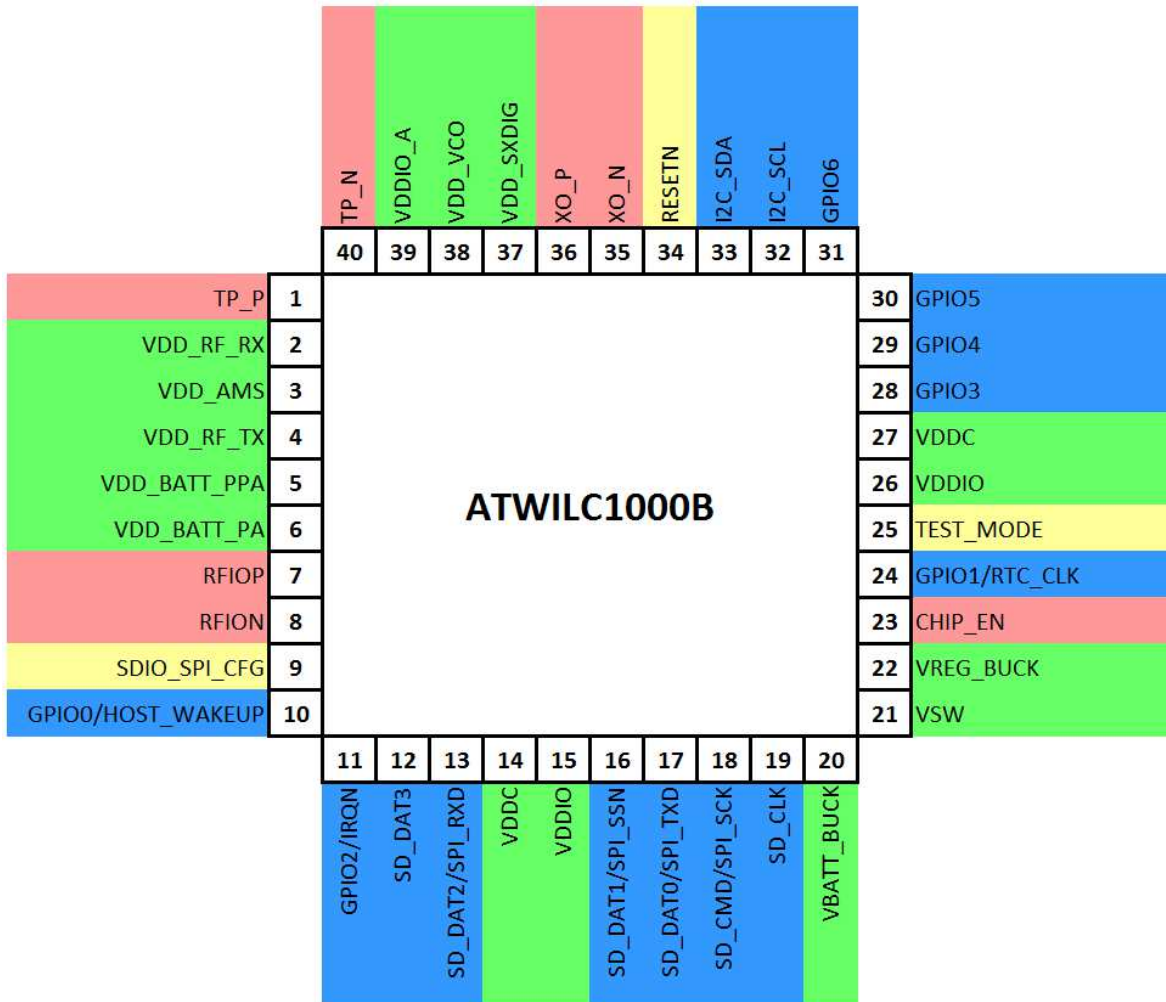 TP_N
VDDIO_A
VDD_VCO
VDD_SXDIG
XO_P
XO_N
RESETN
I2C_SDA
I2C_SCL
GPIO6
40 39 38 37 36 35 34 33 32 31
TP_P 1
VDD_RF_RX 2
VDD_AMS 3
VDD_RF_TX 4
VDD_BATT_PPA 5
VDD_BATT_PA 6
RFIOP 7
RFION 8
SDIO_SPI_CFG 9
GPIO0/HOST_WAKEUP 10
ATWILC1000B
30 GPIO5
29 GPIO4
28 GPIO3
27 VDDC
26 VDDIO
25 TEST_MODE
24 GPIO1/RTC_CLK
23 CHIP_EN
22 VREG_BUCK
21 VSW
11 12 13 14 15 16 17 18 19 20
GPIO2/IRQN
SD_DAT3
SD_DAT2/SPI_RXD
VDDC
VDDIO
SD_DAT1/SPI_SSN
SD_DAT0/SPI_TXD
SD_CMD/SPI_SCK
SD_CLK
VBATT_BUCK